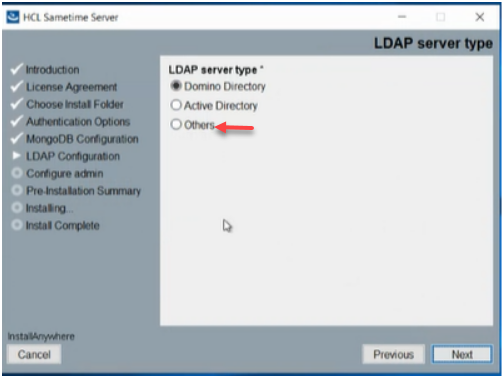 HCL Sametime Server
LDAP server type
Introduction
License Agreement
Choose Install Folder
Authentication Options
MongoDB Configuration
LDAP Configuration
Configure admin
Pre-Installation Summary
Installing...
Install Complete
LDAP server type *
Domino Directory
Active Directory
Others
InstallAnywhere
Cancel
Previous
Next